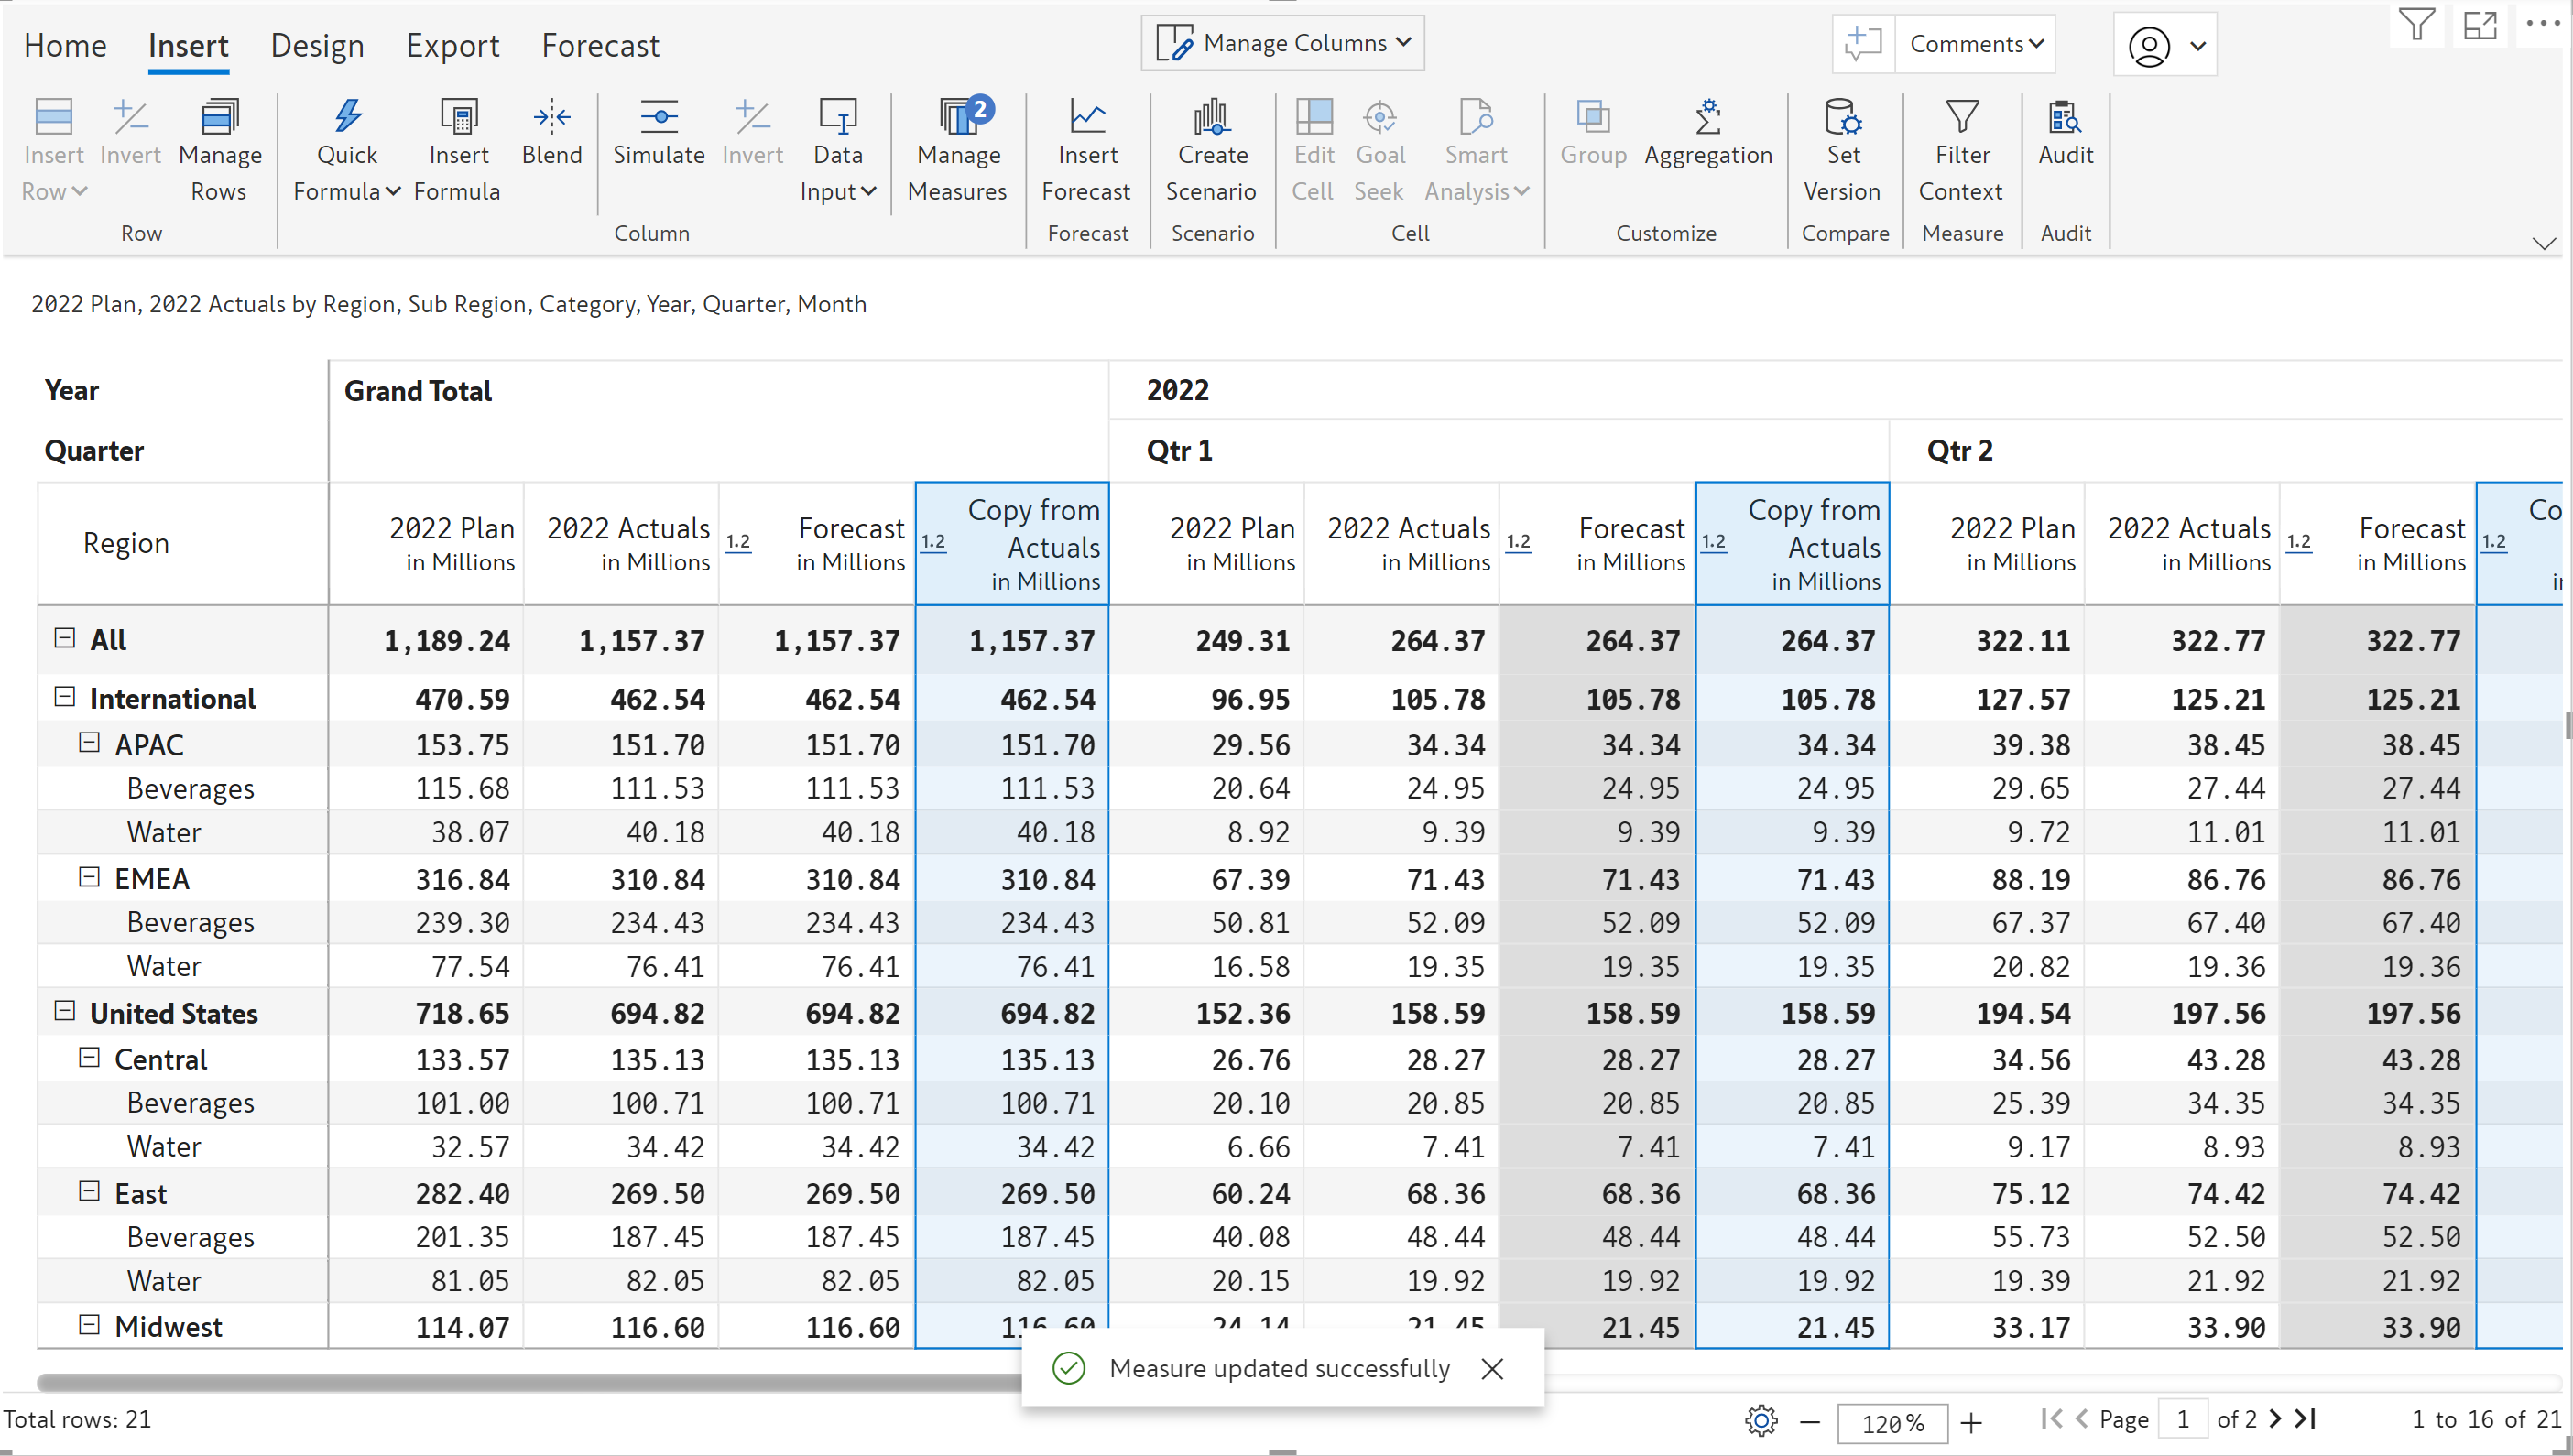 Home Insert Design Export Forecast Manage Columns Comments
Insert Invert Manage Quick Insert Blend Simulate Invert Data Manage Insert Create Edit Goal Smart Group Aggregation Set Filter Audit
Row Rows Formula Formula Input Measures Forecast Scenario Cell Seek Analysis Version Context
2
Row Column Forecast Scenario Cell Customize Compare Measure Audit
2022 Plan, 2022 Actuals by Region, Sub Region, Category, Year, Quarter, Month
Year Grand Total 2022
Quarter Qtr 1 Qtr 2
Region 2022 Plan in Millions 2022 Actuals in Millions 1.2 Forecast in Millions 1.2 Copy from Actuals in Millions 2022 Plan in Millions 2022 Actuals in Millions 1.2 Forecast in Millions 1.2 Copy from Actuals in Millions 2022 Plan in Millions 2022 Actuals in Millions 1.2 Forecast in Millions 1.2 Co
All 1,189.24 1,157.37 1,157.37 1,157.37 249.31 264.37 264.37 264.37 322.11 322.77 322.77
International 470.59 462.54 462.54 462.54 96.95 105.78 105.78 105.78 127.57 125.21 125.21
APAC 153.75 151.70 151.70 151.70 29.56 34.34 34.34 34.34 39.38 38.45 38.45
Beverages 115.68 111.53 111.53 111.53 20.64 24.95 24.95 24.95 29.65 27.44 27.44
Water 38.07 40.18 40.18 40.18 8.92 9.39 9.39 9.39 9.72 11.01 11.01
EMEA 316.84 310.84 310.84 310.84 67.39 71.43 71.43 71.43 88.19 86.76 86.76
Beverages 239.30 234.43 234.43 234.43 50.81 52.09 52.09 52.09 67.37 67.40 67.40
Water 77.54 76.41 76.41 76.41 16.58 19.35 19.35 19.35 20.82 19.36 19.36
United States 718.65 694.82 694.82 694.82 152.36 158.59 158.59 158.59 194.54 197.56 197.56
Central 133.57 135.13 135.13 135.13 26.76 28.27 28.27 28.27 34.56 43.28 43.28
Beverages 101.00 100.71 100.71 100.71 20.10 20.85 20.85 20.85 25.39 34.35 34.35
Water 32.57 34.42 34.42 34.42 6.66 7.41 7.41 7.41 9.17 8.93 8.93
East 282.40 269.50 269.50 269.50 60.24 68.36 68.36 68.36 75.12 74.42 74.42
Beverages 201.35 187.45 187.45 187.45 40.08 48.44 48.44 48.44 55.73 52.50 52.50
Water 81.05 82.05 82.05 82.05 20.15 19.92 19.92 19.92 19.39 21.92 21.92
Midwest 114.07 116.60 116.60 116.60 24.14 21.45 21.45 21.45 33.17 33.90 33.90
Measure updated successfully
Total rows: 21 120% Page 1 of 2 1 to 16 of 21